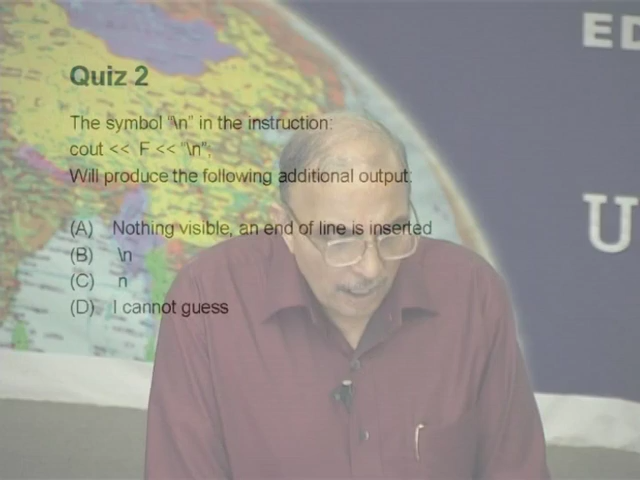 ED
Quiz 2
The symbol "\n" in the instruction:
cout << F << "\n";
Will produce the following additional output:
(A) Nothing visible, an end of line is inserted
(B) \n
(C) n
(D) I cannot guess
U